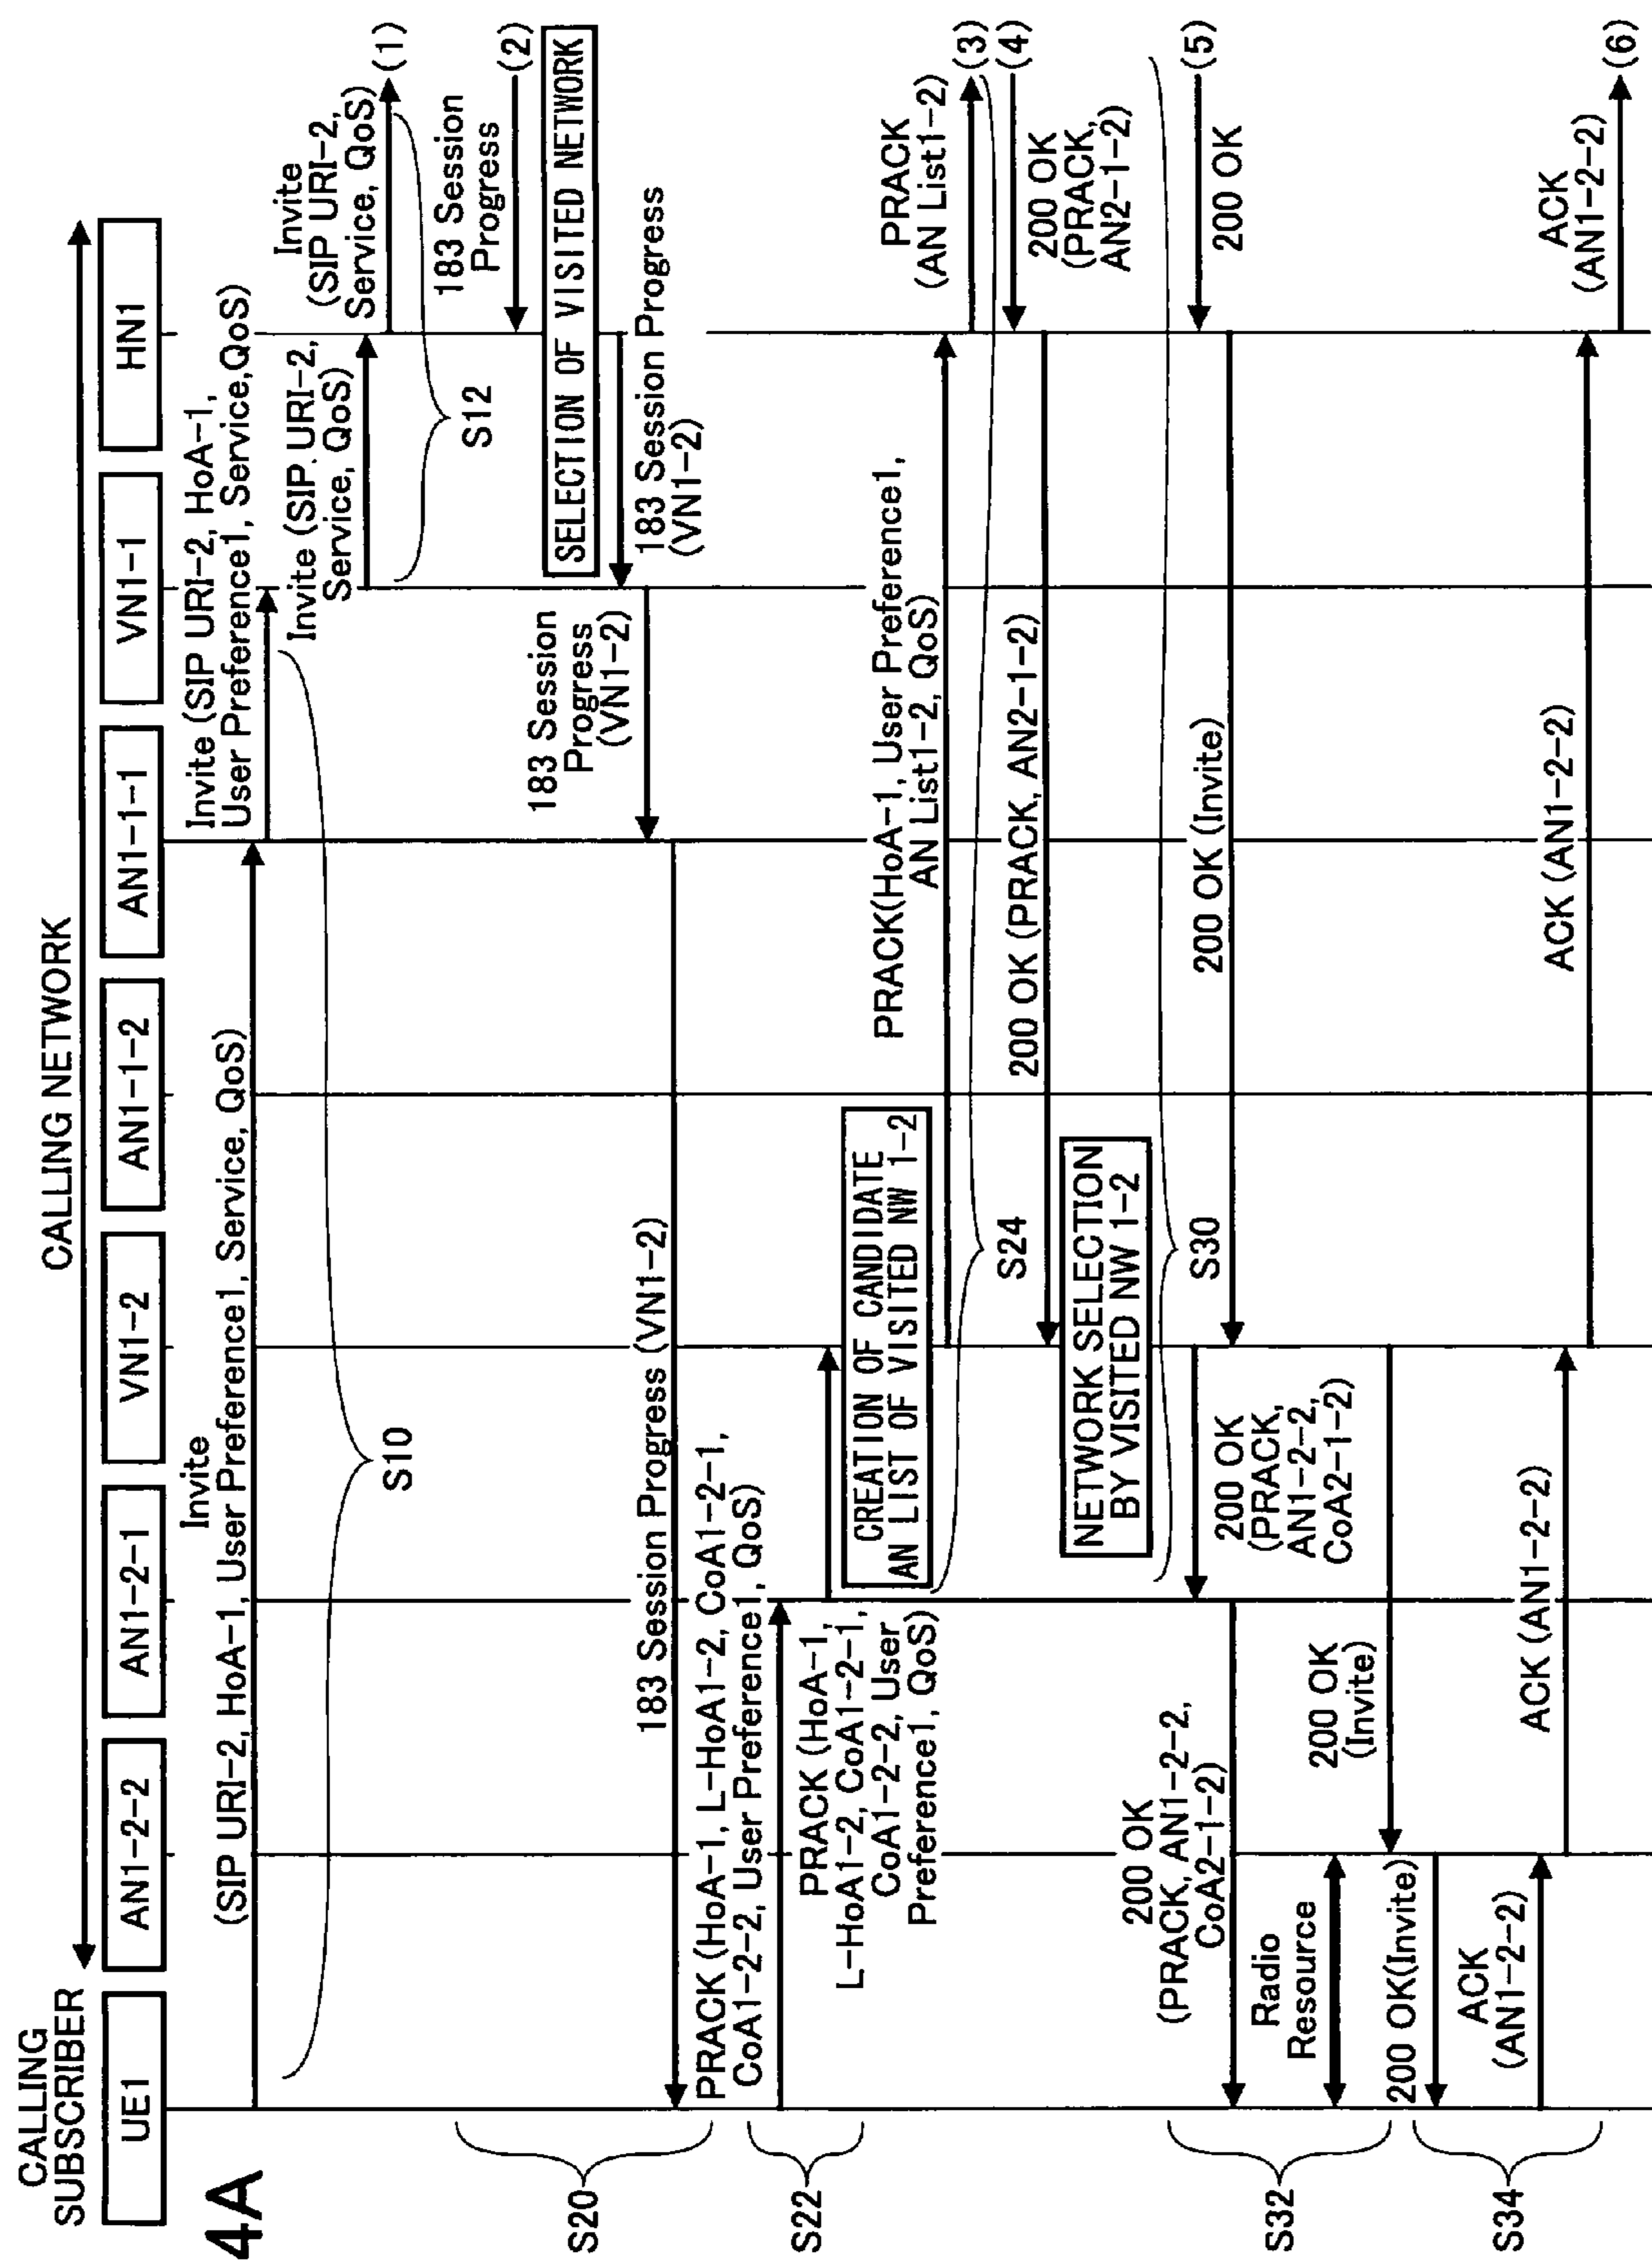 4A
CALLING
SUBSCRIBER
CALLING NETWORK
UE1
AN1-2-2
AN1-2-1
VN1-2
AN1-1-2
AN1-1-1
VN1-1
HN1
Invite
(SIP URI-2, HoA-1, User Preference1, Service, QoS)
Invite (SIP URI-2, HoA-1,
User Preference1, Service,QoS)
S10
Invite (SIP. URI-2,
Service, QoS)
Invite
(SIP URI-2,
Service, QoS)
(1)
S12
183 Session
Progress
(2)
SELECTION OF VISITED NETWORK
183 Session Progress
(VN1-2)
183 Session
Progress
(VN1-2)
183 Session Progress (VN1-2)
S20
PRACK (HoA-1, L-HoA1-2, CoA1-2-1,
CoA1-2-2, User Preference1, QoS)
S22
PRACK (HoA-1,
L-HoA1-2, CoA1-2-1,
CoA1-2-2, User
Preference1, QoS)
CREATION OF CANDIDATE
AN LIST OF VISITED NW 1-2
PRACK(HoA-1, User Preference1,
AN List1-2, QoS)
PRACK
(AN List1-2)
(3)
S24
(4)
200 OK
(PRACK,
AN2-1-2)
200 OK (PRACK, AN2-1-2)
NETWORK SELECTION
BY VISITED NW 1-2
S30
200 OK
(PRACK,
AN1-2-2,
CoA2-1-2)
200 OK
(PRACK, AN1-2-2,
CoA2-1-2)
(5)
200 OK
200 OK (Invite)
Radio
Resource
S32
200 OK
(Invite)
200 OK(Invite)
ACK
(AN1-2-2)
S34
ACK (AN1-2-2)
ACK (AN1-2-2)
ACK
(AN1-2-2)
(6)